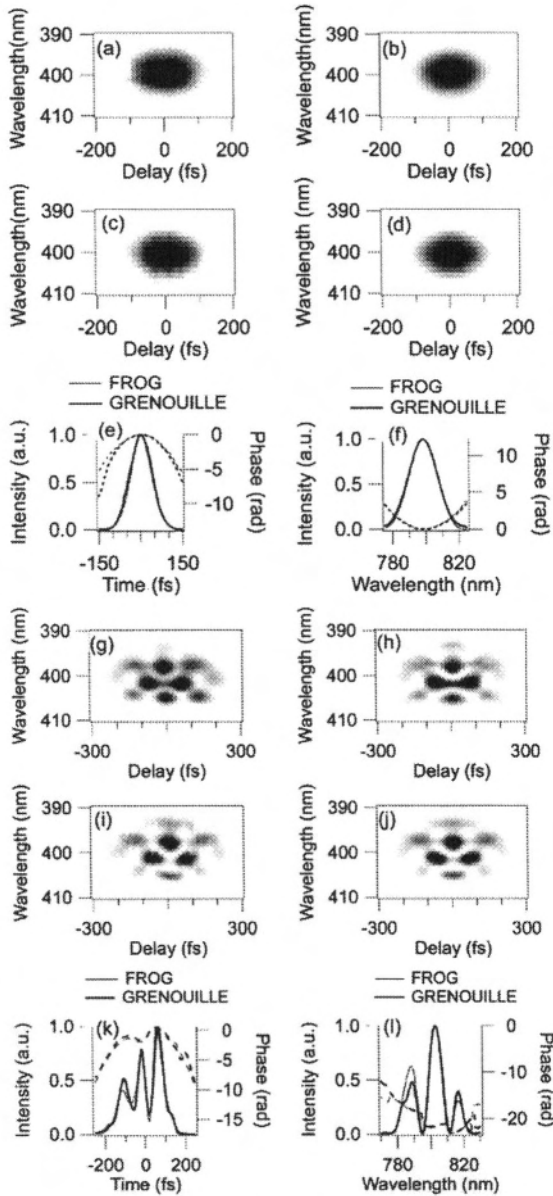 390
400
410
Wavelength(nm)
(a)
-200 0 200
Delay (fs)
390
400
410
Wavelength(nm)
(b)
-200 0 200
Delay (fs)
390
400
410
Wavelength(nm)
(c)
-200 0 200
Delay (fs)
390
400
410
Wavelength (nm)
(d)
-200 0 200
Delay (fs)
FROG
GRENOUILLE
(e)
1.0
0.5
0.0
Intensity (a.u.)
0
-5
-10
Phase (rad)
-150 150
Time (fs)
FROG
GRENOUILLE
(f)
1.0
0.5
0.0
Intensity (a.u.)
10
5
0
Phase (rad)
780 820
Wavelength (nm)
390
400
410
Wavelength (nm)
(g)
-300 300
Delay (fs)
390
400
410
Wavelength (nm)
(h)
-300 300
Delay (fs)
390
400
410
Wavelength (nm)
(i)
-300 300
Delay (fs)
390
400
410
Wavelength (nm)
(j)
-300 300
Delay (fs)
FROG
GRENOUILLE
(k)
1.0
0.5
0.0
Intensity (a.u.)
0
-5
-10
-15
Phase (rad)
-200 0 200
Time (fs)
FROG
GRENOUILLE
(l)
1.0
0.5
0.0
Intensity (a.u.)
0
-10
-20
Phase (rad)
780 820
Wavelength (nm)